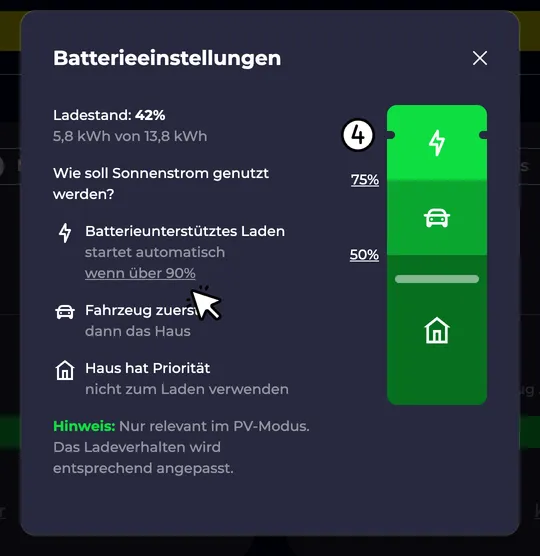 Batterieeinstellungen
Ladestand: 42%
5,8 kWh von 13,8 kWh
4
75%
Wie soll Sonnenstrom genutzt
werden?
Batterieunterstütztes Laden
startet automatisch
wenn über 90%
50%
Fahrzeug
dann das Haus
Haus hat Priorität
nicht zum Laden verwenden
Hinweis: Nur relevant im PV-Modus.
Das Ladeverhalten wird
entsprechend angepasst.